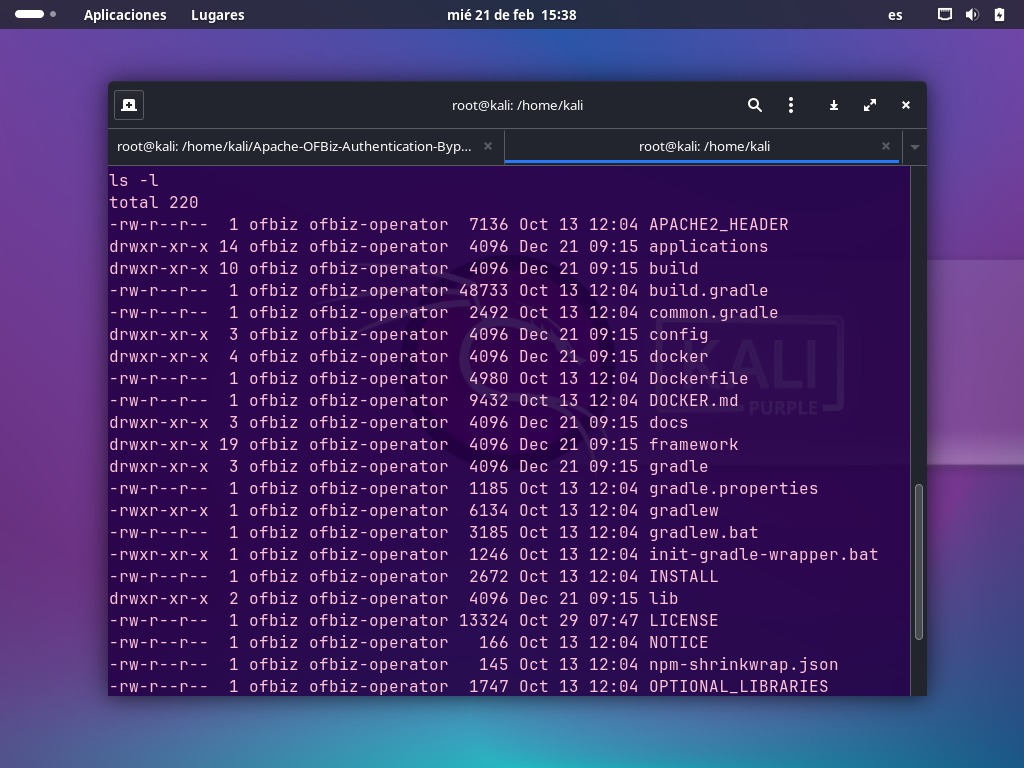 Aplicaciones Lugares mié 21 de feb 15:38 es
root@kali: /home/kali
root@kali: /home/kali/Apache-OFBiz-Authentication-Byp... root@kali: /home/kali
ls -l
total 220
-rw-r--r-- 1 ofbiz ofbiz-operator 7136 Oct 13 12:04 APACHE2_HEADER
drwxr-xr-x 14 ofbiz ofbiz-operator 4096 Dec 21 09:15 applications
drwxr-xr-x 10 ofbiz ofbiz-operator 4096 Dec 21 09:15 build
-rw-r--r-- 1 ofbiz ofbiz-operator 48733 Oct 13 12:04 build.gradle
-rw-r--r-- 1 ofbiz ofbiz-operator 2492 Oct 13 12:04 common.gradle
drwxr-xr-x 3 ofbiz ofbiz-operator 4096 Dec 21 09:15 config
drwxr-xr-x 4 ofbiz ofbiz-operator 4096 Dec 21 09:15 docker
-rw-r--r-- 1 ofbiz ofbiz-operator 4980 Oct 13 12:04 Dockerfile
-rw-r--r-- 1 ofbiz ofbiz-operator 9432 Oct 13 12:04 DOCKER.md
drwxr-xr-x 3 ofbiz ofbiz-operator 4096 Dec 21 09:15 docs
drwxr-xr-x 19 ofbiz ofbiz-operator 4096 Dec 21 09:15 framework
drwxr-xr-x 3 ofbiz ofbiz-operator 4096 Dec 21 09:15 gradle
-rw-r--r-- 1 ofbiz ofbiz-operator 1185 Oct 13 12:04 gradle.properties
-rwxr-xr-x 1 ofbiz ofbiz-operator 6134 Oct 13 12:04 gradlew
-rw-r--r-- 1 ofbiz ofbiz-operator 3185 Oct 13 12:04 gradlew.bat
-rwxr-xr-x 1 ofbiz ofbiz-operator 1246 Oct 13 12:04 init-gradle-wrapper.bat
-rw-r--r-- 1 ofbiz ofbiz-operator 2672 Oct 13 12:04 INSTALL
drwxr-xr-x 2 ofbiz ofbiz-operator 4096 Dec 21 09:15 lib
-rw-r--r-- 1 ofbiz ofbiz-operator 13324 Oct 29 07:47 LICENSE
-rw-r--r-- 1 ofbiz ofbiz-operator 166 Oct 13 12:04 NOTICE
-rw-r--r-- 1 ofbiz ofbiz-operator 145 Oct 13 12:04 npm-shrinkwrap.json
-rw-r--r-- 1 ofbiz ofbiz-operator 1747 Oct 13 12:04 OPTIONAL_LIBRARIES
KALI
PURPLE